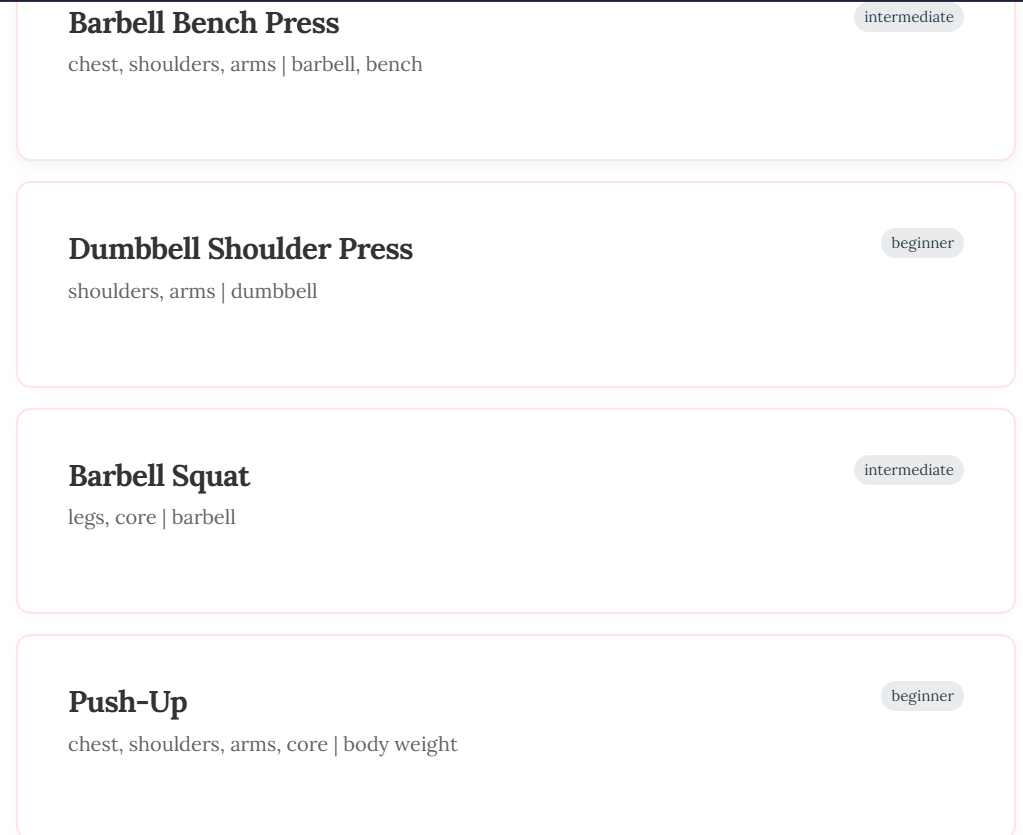 Barbell Bench Press
intermediate
chest, shoulders, arms | barbell, bench
Dumbbell Shoulder Press
beginner
shoulders, arms | dumbbell
Barbell Squat
intermediate
legs, core | barbell
Push-Up
beginner
chest, shoulders, arms, core | body weight